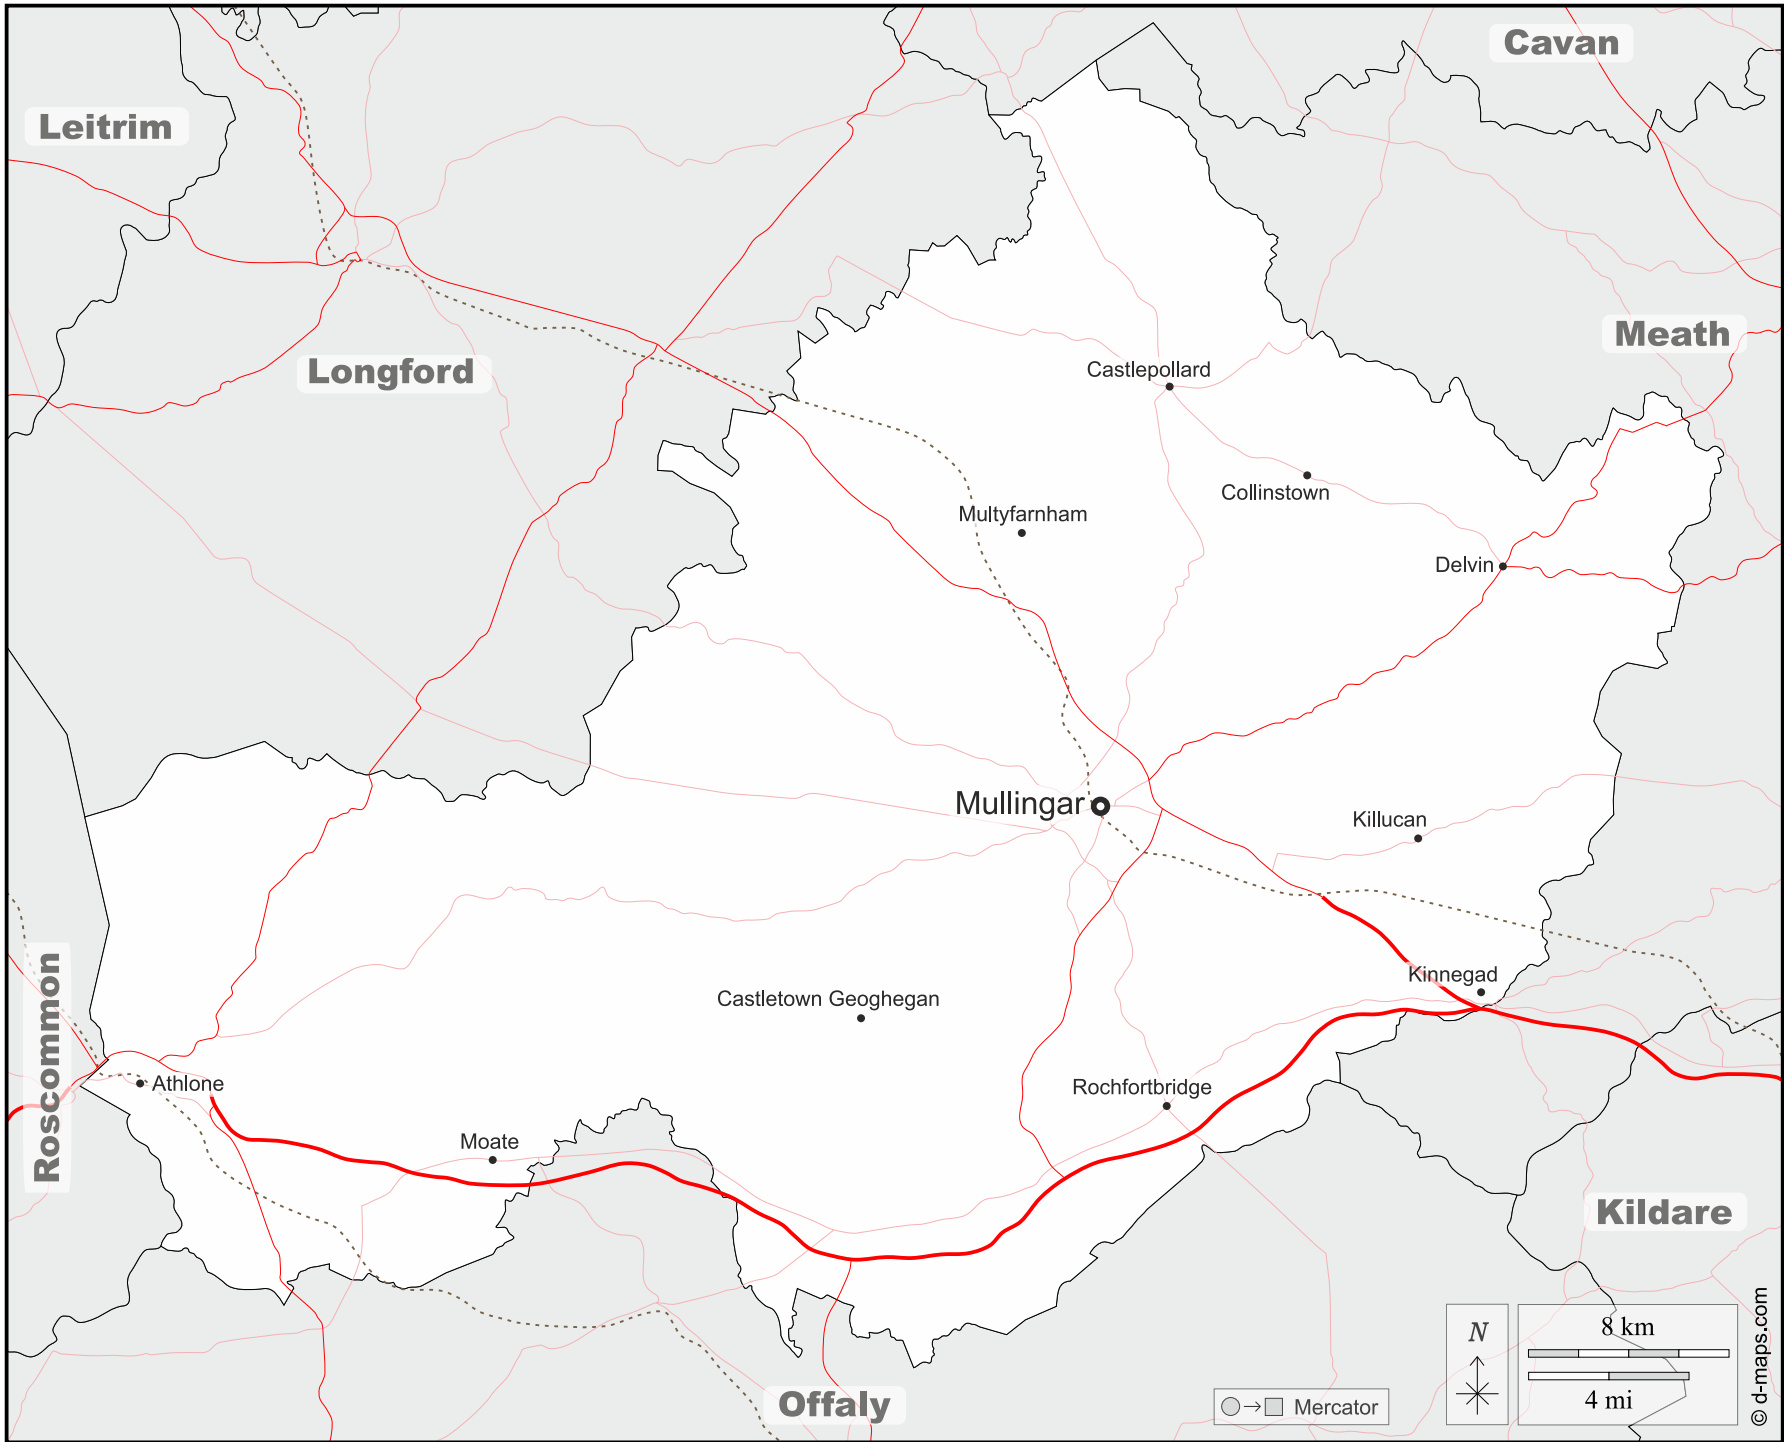 Cavan
Leitrim
Meath
Longford
Castlepollard
Collinstown
Multyfarnham
Delvin
Mullingar
Killucan
Kinnegad
Castletown Geoghegan
Roscommon
Athlone
Rochfortbridge
Moate
Kildare
N
8 km
4 mi
Offaly
Mercator
© d-maps.com